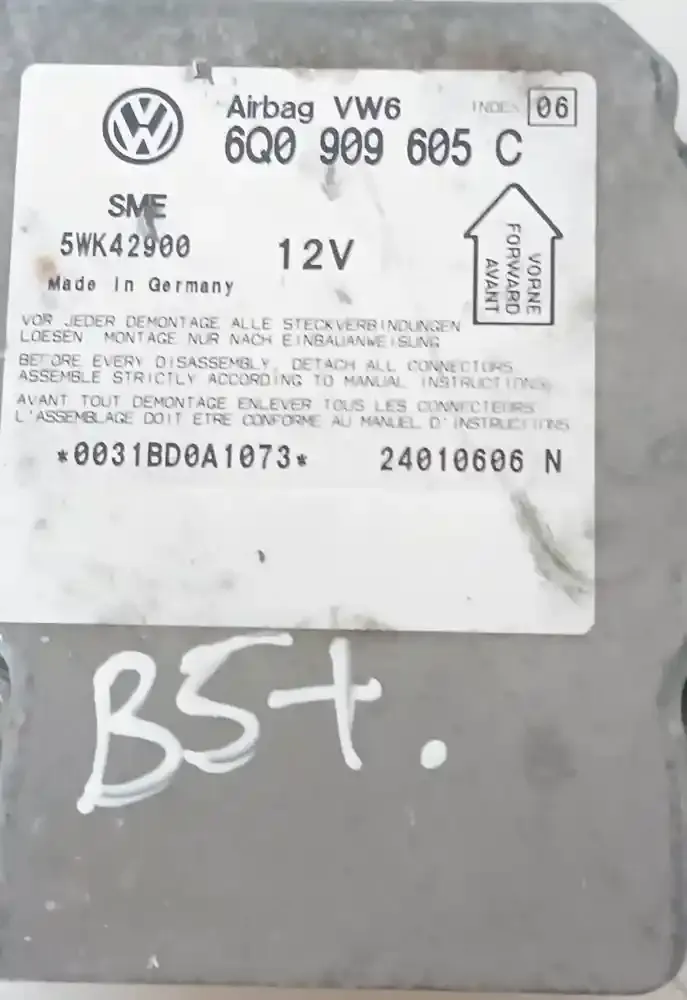 Airbag VW6 INDEX 06
6Q0 909 605 C
SME
5WK42900 12V
Made in Germany
VORNE
FORWARD
AVANT
VOR JEDER DEMONTAGE ALLE STECKVERBINDUNGEN
LOESEN MONTAGE NUR NACH EINBAUANWEISUNG
BEFORE EVERY DISASSEMBLY, DETACH ALL CONNECTORS
ASSEMBLE STRICTLY ACCORDING TO MANUAL INSTRUCTIONS
AVANT TOUT DEMONTAGE ENLEVER TOUS LES CONNECTEURS
L'ASSEMBLAGE DOIT ETRE CONFORME AU MANUEL D'INSTRUCTIONS
*0031BD0A1073* 24010606 N
B5+.